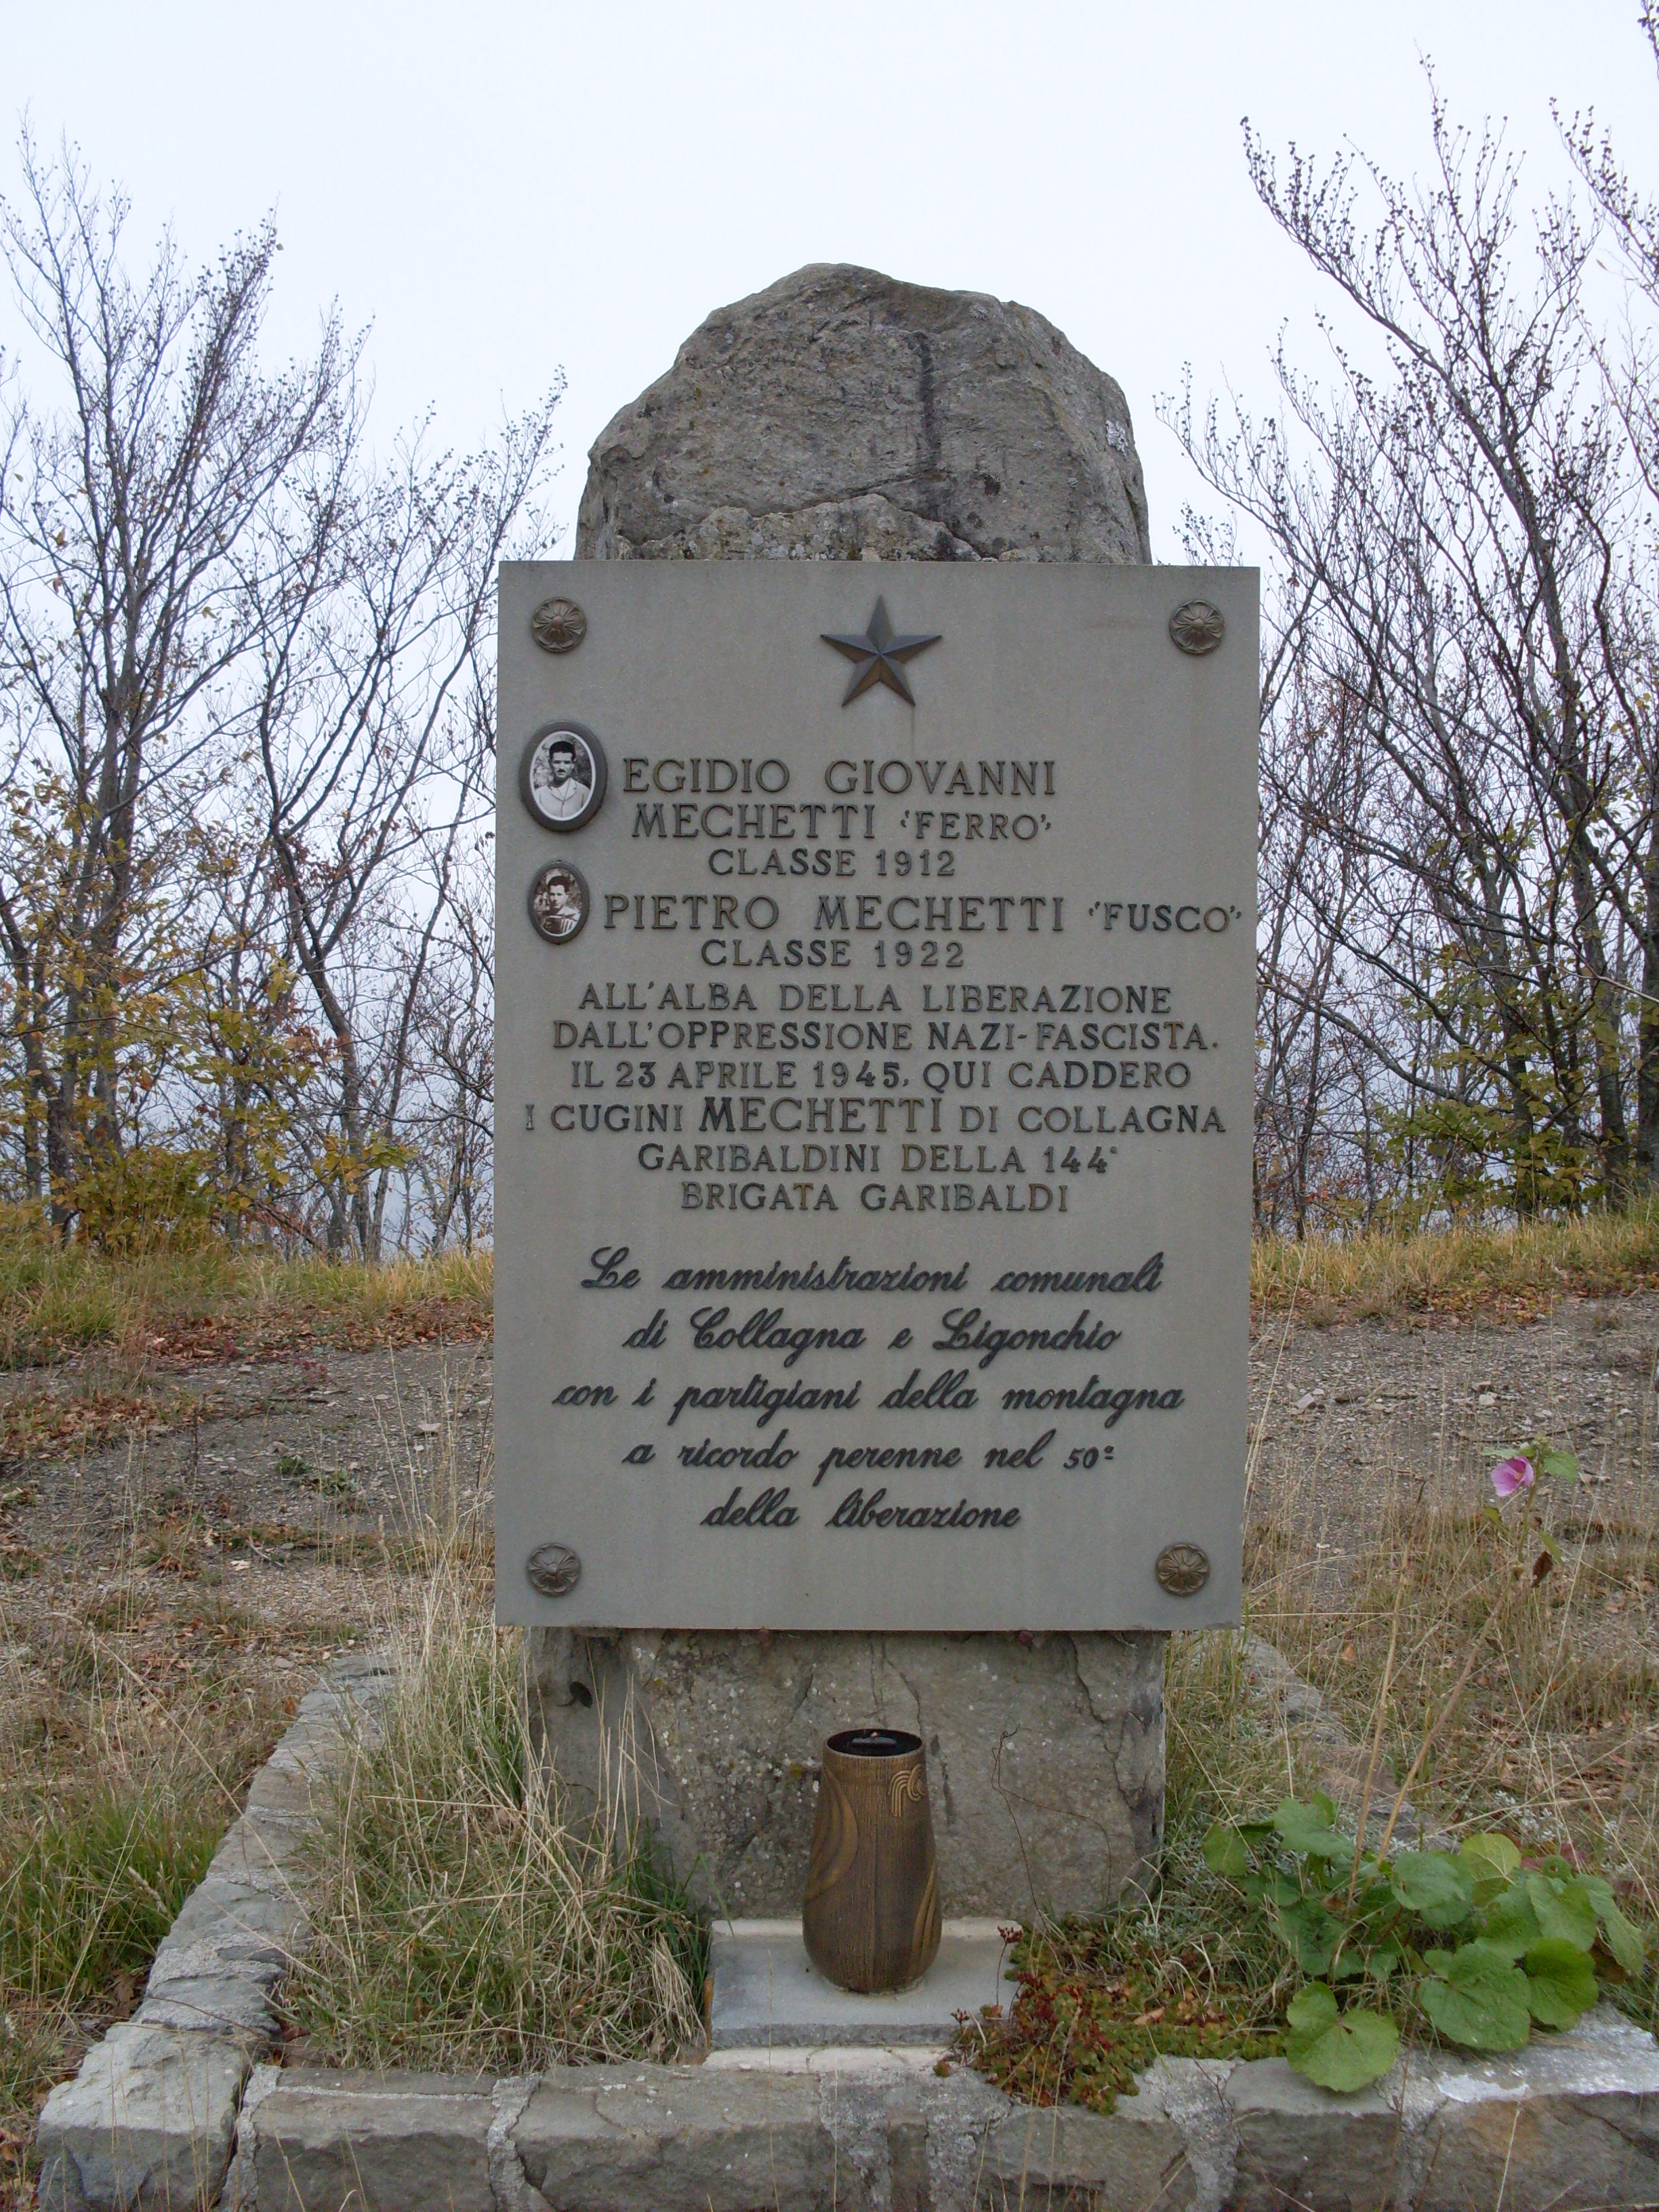 EGIDIO GIOVANNI
MECHETTI "FERRO"
CLASSE 1912
PIETRO MECHETTI "FUSCO"
CLASSE 1922
ALL'ALBA DELLA LIBERAZIONE
DALL'OPPRESSIONE NAZI-FASCISTA.
IL 23 APRILE 1945, QUI CADDERO
I CUGINI MECHETTI DI COLLAGNA
GARIBALDINI DELLA 144°
BRIGATA GARIBALDI
Le amministrazioni comunali
di Collagna e Ligonchio
con i partigiani della montagna
a ricordo perenne nel 50°
della liberazione